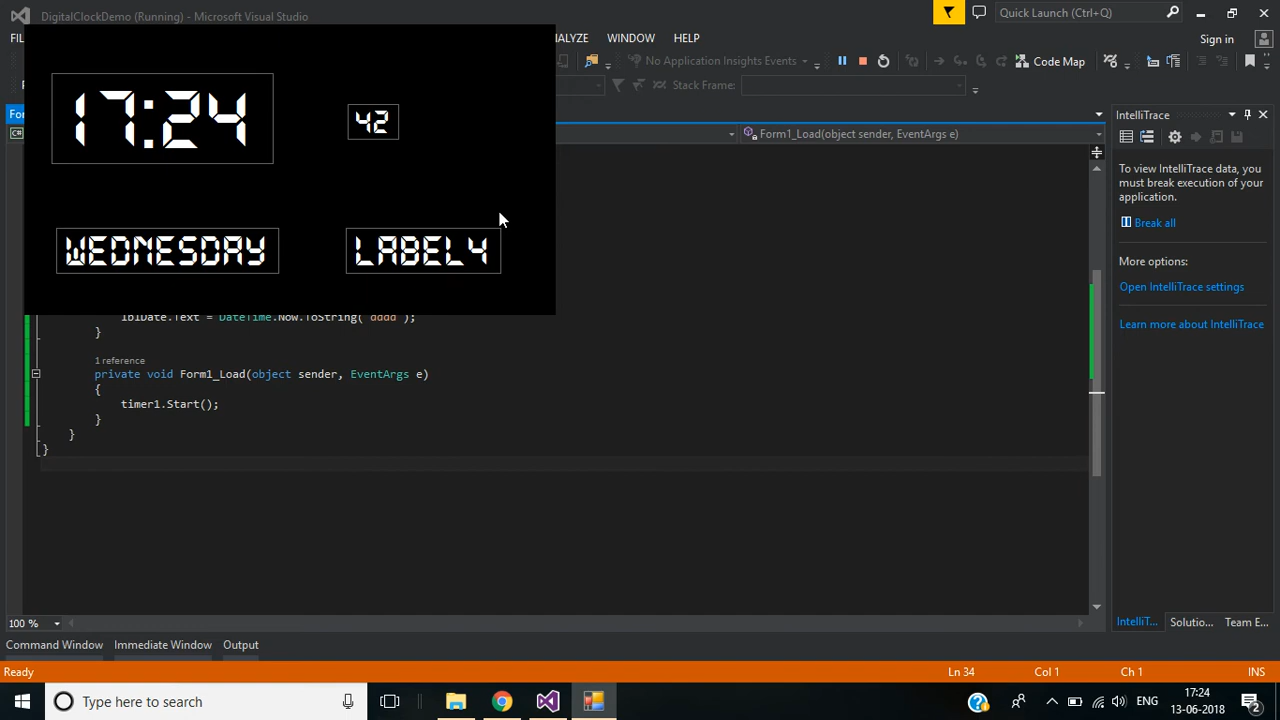 DigitalClockDemo (Running) - Microsoft Visual Studio
Quick Launch (Ctrl+Q)
ANALYZE WINDOW HELP
Sign in
No Application Insights Events
Code Map
Stack Frame:
17:24
42
WEDNESDAY
LABEL4
Form1_Load(object sender, EventArgs e)
lblDate.Text = DateTime.Now.ToString("dddd");
}
1 reference
private void Form1_Load(object sender, EventArgs e)
{
timer1.Start();
}
}
}
IntelliTrace
To view IntelliTrace data, you
must break execution of your
application.
Break all
More options:
Open IntelliTrace settings
Learn more about IntelliTrace
100 %
IntelliT... Solutio... Team E...
Command Window Immediate Window Output
Ready
Ln 34 Col 1 Ch 1 INS
Type here to search
ENG
17:24
13-06-2018
2